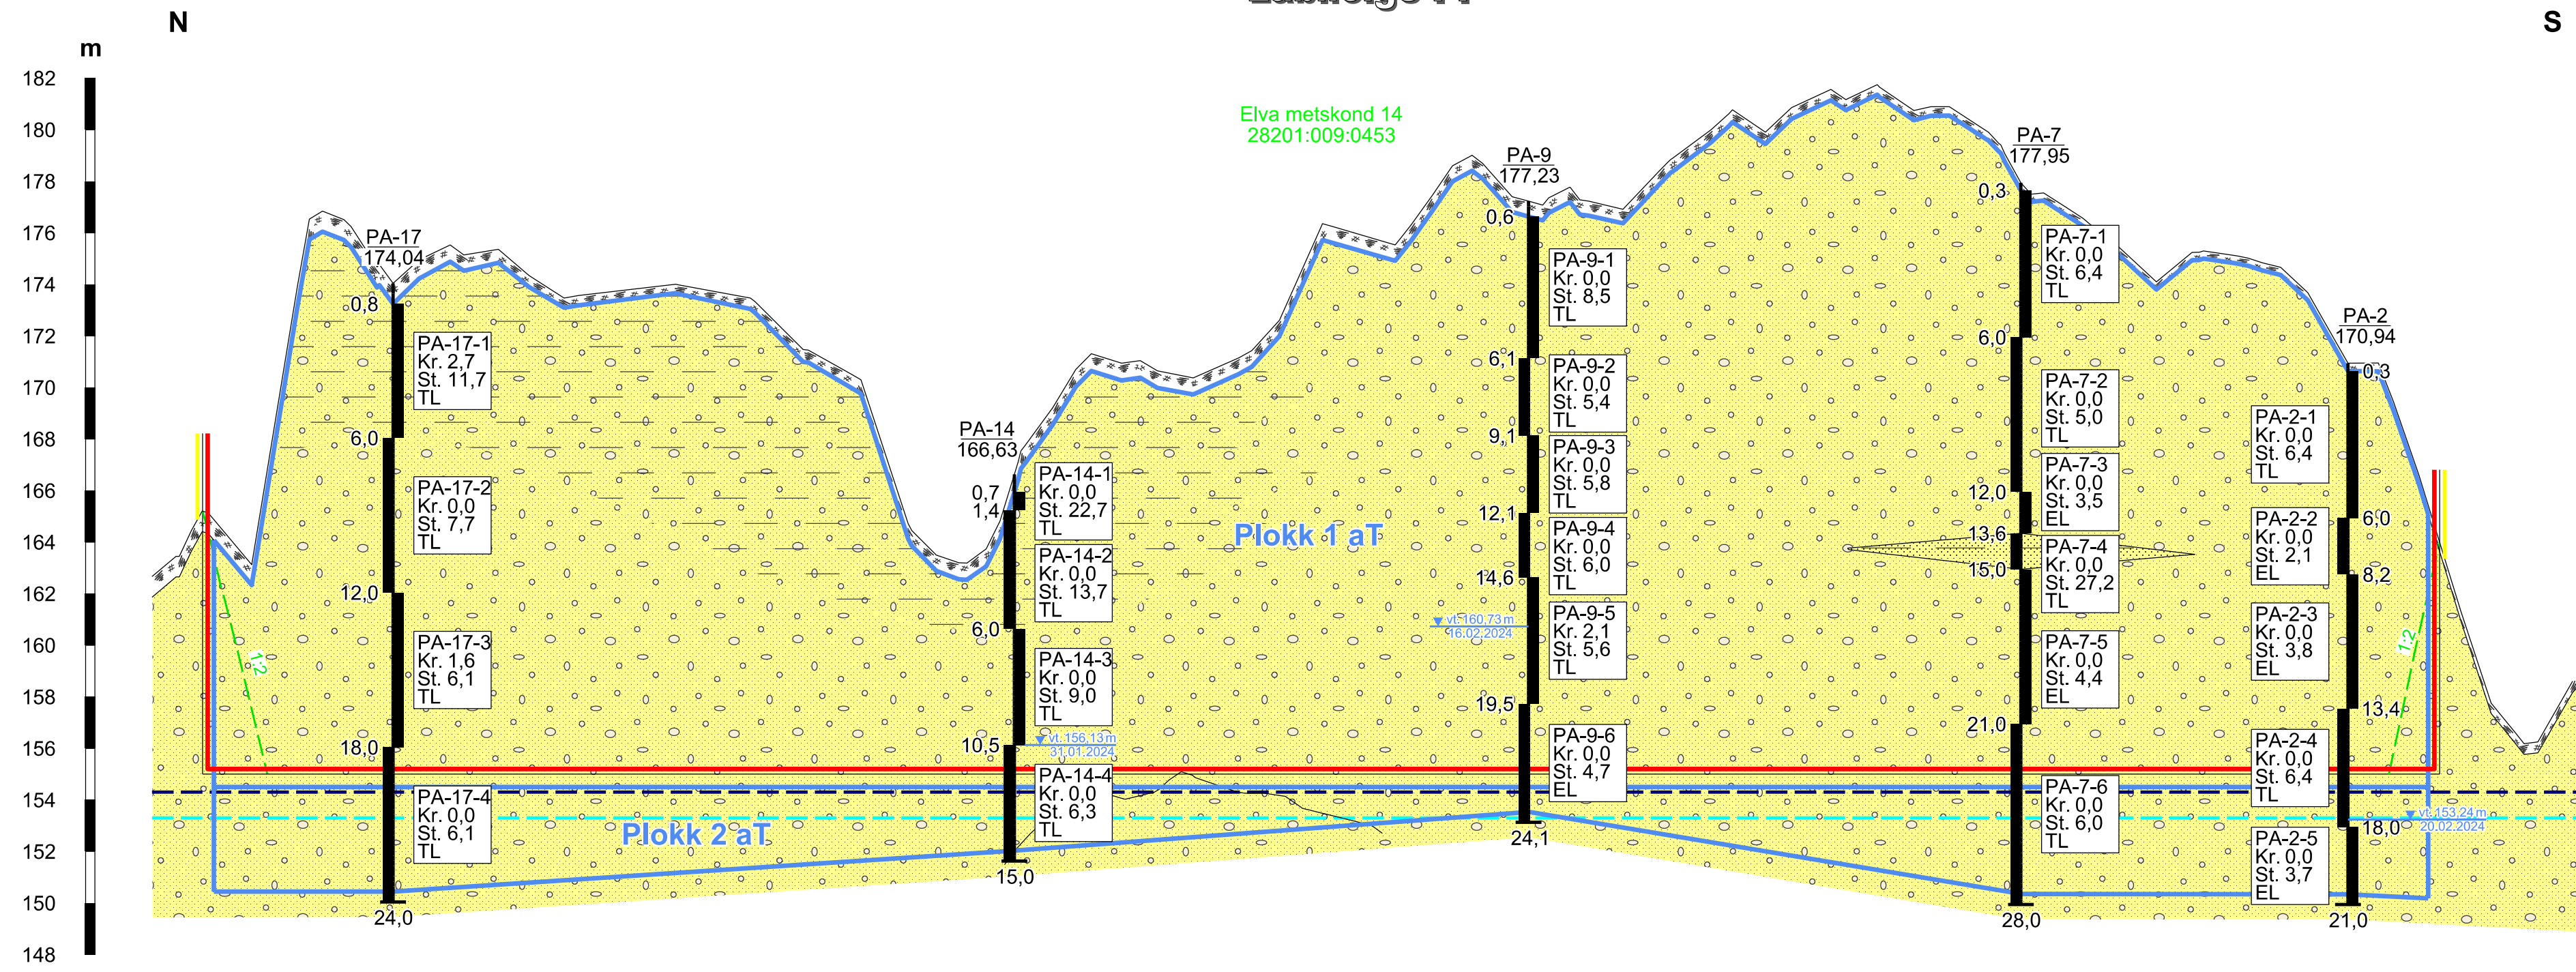 N
S
m
182
180
178
176
174
172
170
168
166
164
162
160
158
156
154
152
150
148
Elva metskond 14
28201:009:0453
PA-17
174,04
0,8
6,0
12,0
18,0
24,0
PA-17-1
Kr. 2,7
St. 11,7
TL
PA-17-2
Kr. 0,0
St. 7,7
TL
PA-17-3
Kr. 1,6
St. 6,1
TL
PA-17-4
Kr. 0,0
St. 6,1
TL
1:2
Plokk 2 aT
PA-14
166,63
0,7
1,4
6,0
10,5
15,0
PA-14-1
Kr. 0,0
St. 22,7
TL
PA-14-2
Kr. 0,0
St. 13,7
TL
PA-14-3
Kr. 0,0
St. 9,0
TL
vt. 156,13 m
31.01.2024
PA-14-4
Kr. 0,0
St. 6,3
TL
Plokk 1 aT
PA-9
177,23
0,6
6,1
9,1
12,1
14,6
19,5
24,1
PA-9-1
Kr. 0,0
St. 8,5
TL
PA-9-2
Kr. 0,0
St. 5,4
TL
PA-9-3
Kr. 0,0
St. 5,8
TL
PA-9-4
Kr. 0,0
St. 6,0
TL
vt. 160,73 m
16.02.2024
PA-9-5
Kr. 2,1
St. 5,6
TL
PA-9-6
Kr. 0,0
St. 4,7
EL
PA-7
177,95
0,3
6,0
12,0
13,6
15,0
21,0
28,0
PA-7-1
Kr. 0,0
St. 6,4
TL
PA-7-2
Kr. 0,0
St. 5,0
TL
PA-7-3
Kr. 0,0
St. 3,5
EL
PA-7-4
Kr. 0,0
St. 27,2
TL
PA-7-5
Kr. 0,0
St. 4,4
EL
PA-7-6
Kr. 0,0
St. 6,0
TL
PA-2
170,94
0,3
6,0
8,2
13,4
18,0
21,0
PA-2-1
Kr. 0,0
St. 6,4
TL
PA-2-2
Kr. 0,0
St. 2,1
EL
PA-2-3
Kr. 0,0
St. 3,8
EL
PA-2-4
Kr. 0,0
St. 6,4
TL
PA-2-5
Kr. 0,0
St. 3,7
EL
1:2
vt. 153,24 m
20.02.2024